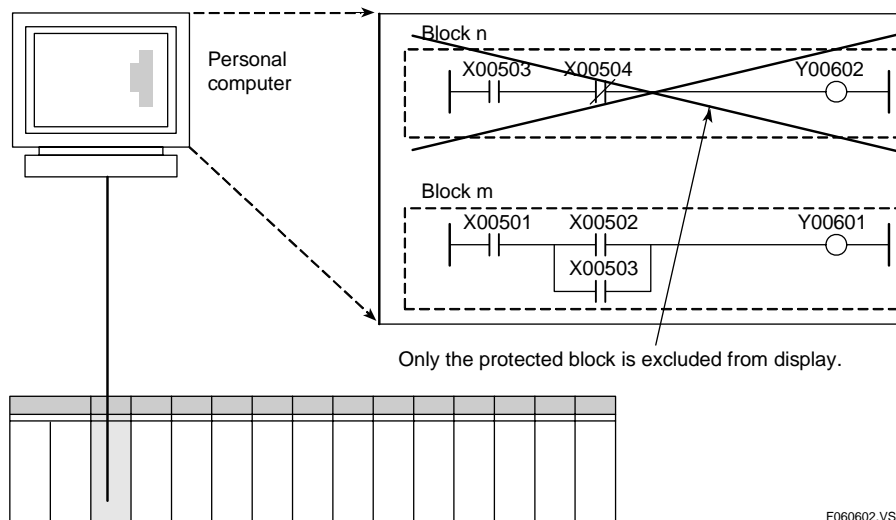 Personal
computer
Block n
X00503 X00504 Y00602
Block m
X00501 X00502 Y00601
X00503
Only the protected block is excluded from display.
F060602.VS